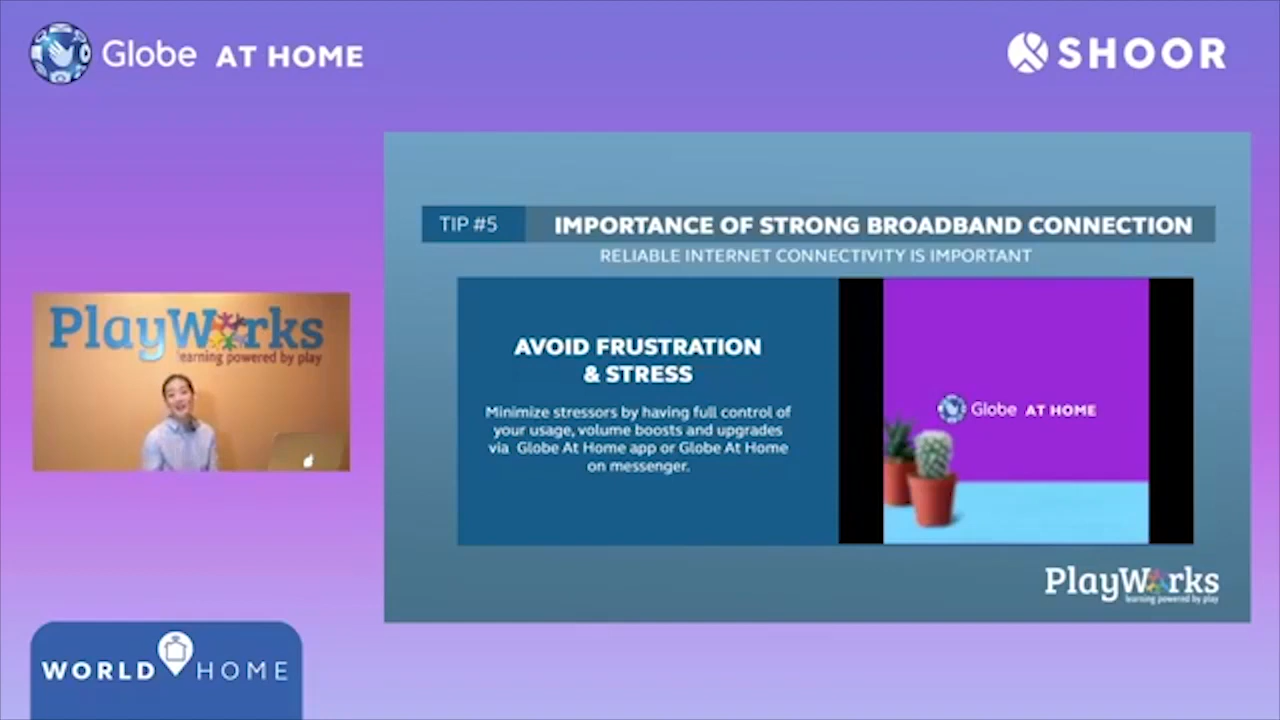 Globe AT HOME
SHOOR
TIP #5
IMPORTANCE OF STRONG BROADBAND CONNECTION
RELIABLE INTERNET CONNECTIVITY IS IMPORTANT
PlayWorks
learning powered by play
AVOID FRUSTRATION
& STRESS
Minimize stressors by having full control of
your usage, volume boosts and upgrades
via Globe At Home app or Globe At Home
on messenger.
Globe AT HOME
PlayWorks
learning powered by play
WORLD HOME